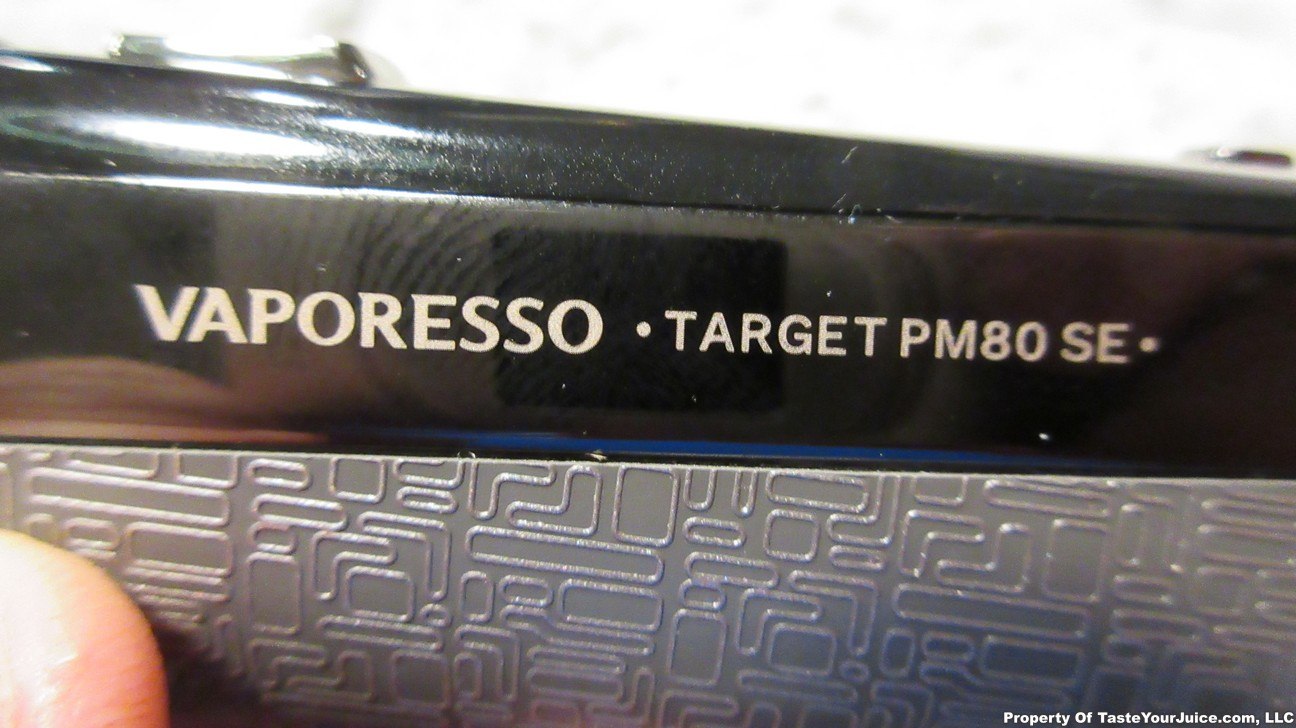 VAPORESSO • TARGET PM80 SE •
Property Of TasteYourJuice.com, LLC